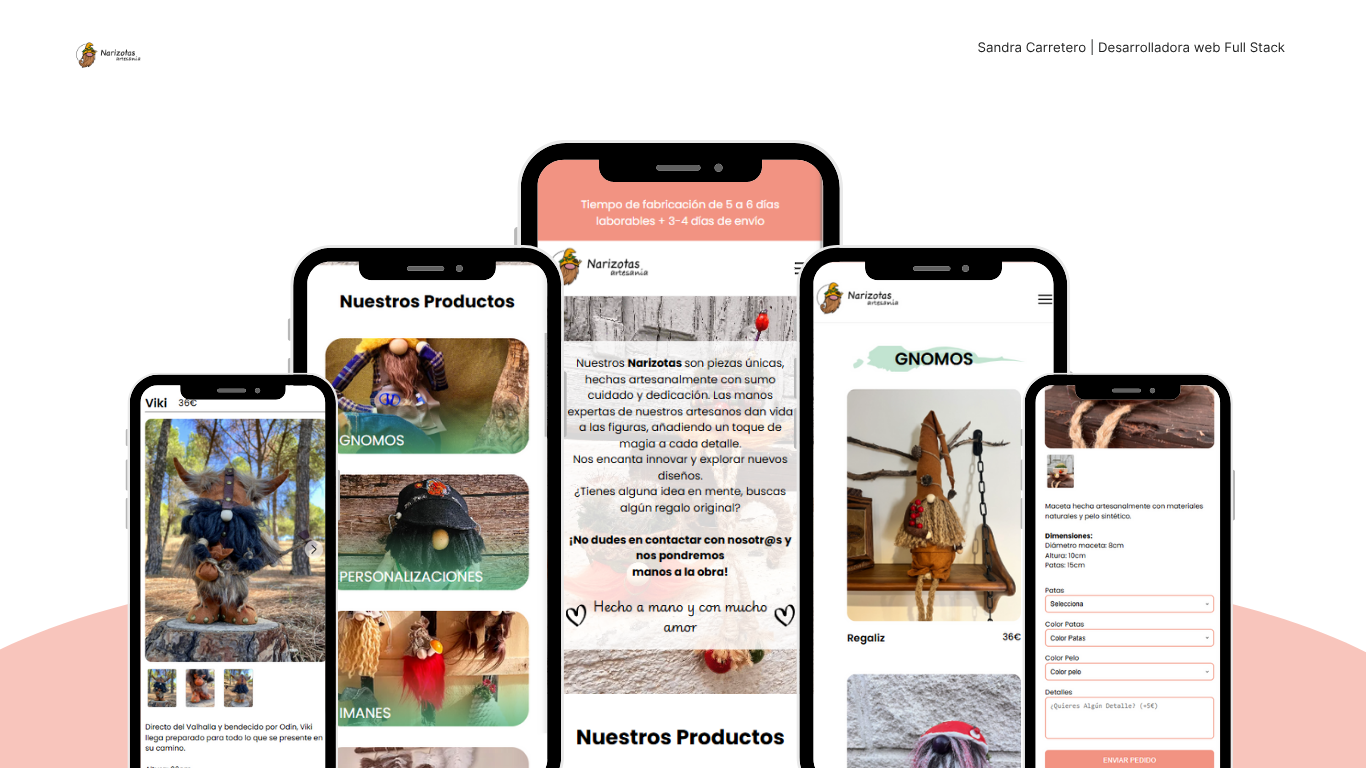 Narizotas
artesania
Sandra Carretero | Desarrolladora web Full Stack
Viki 36€
Directo del Valhalla y bendecido por Odin, Viki
llega preparado para todo lo que se presente en
su camino.
Nuestros Productos
GNOMOS
PERSONALIZACIONES
IMANES
Tiempo de fabricación de 5 a 6 días
laborables + 3-4 días de envio
Narizotas
artesania
Nuestros Narizotas son piezas únicas,
hechas artesanalmente con sumo
cuidado y dedicación. Las manos
expertas de nuestros artesanos dan vida
a las figuras, añadiendo un toque de
magia a cada detalle.
Nos encanta innovar y explorar nuevos
diseños.
¿Tienes alguna idea en mente, buscas
algún regalo original?
¡No dudes en contactar con nosotr@s y
nos pondremos
manos a la obra!
Hecho a mano y con mucho
amor
Nuestros Productos
Narizotas
artesania
GNOMOS
Regaliz 36€
Maceta hecha artesanalmente con materiales
naturales y pelo sintético.
Dimensiones:
Diámetro maceta: 8cm
Altura: 10cm
Patas: 15cm
Patas
Selecciona
Color Patas
Color Patas
Color Pelo
Color pelo
Detalles
¿Quieres Algún Detalle? (+5€)
ENVIAR PEDIDO